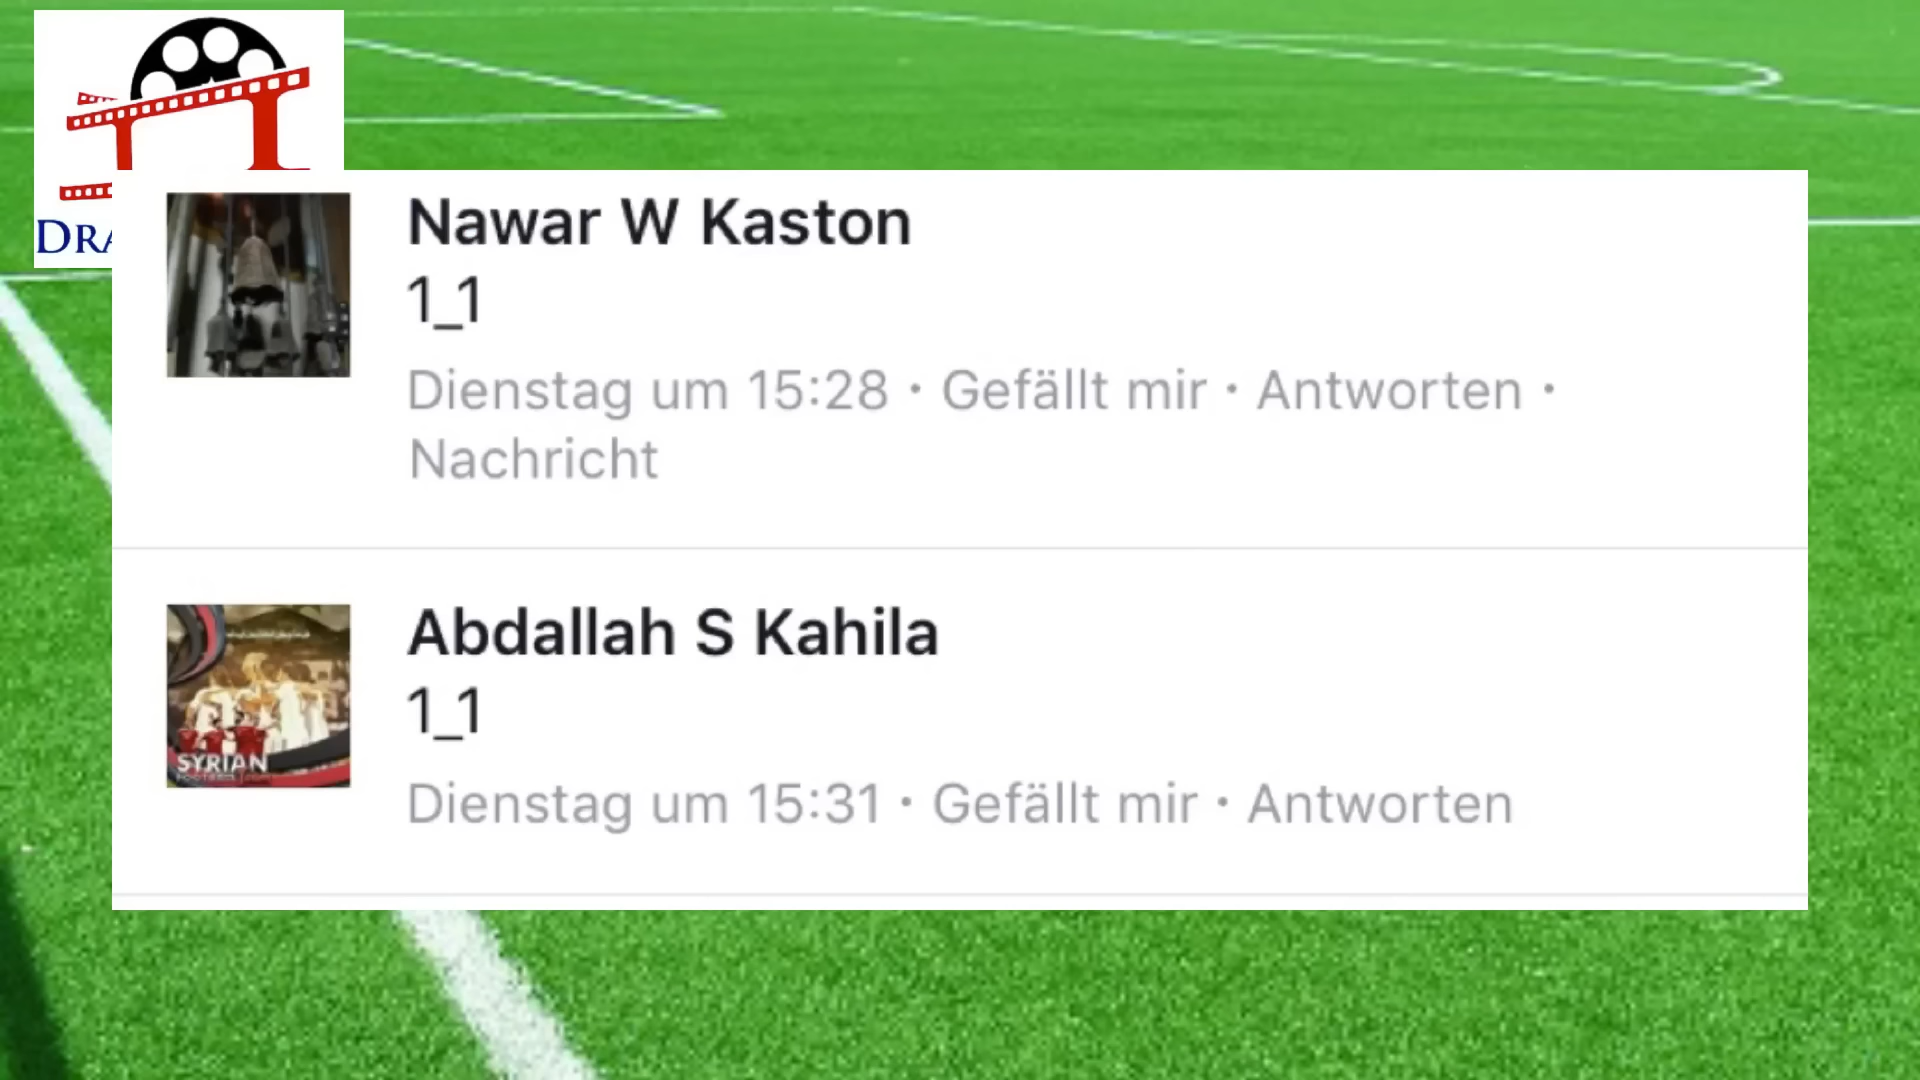 DRA
Nawar W Kaston
1_1
Dienstag um 15:28 · Gefällt mir · Antworten ·
Nachricht
SYRIAN
Abdallah S Kahila
1_1
Dienstag um 15:31 · Gefällt mir · Antworten